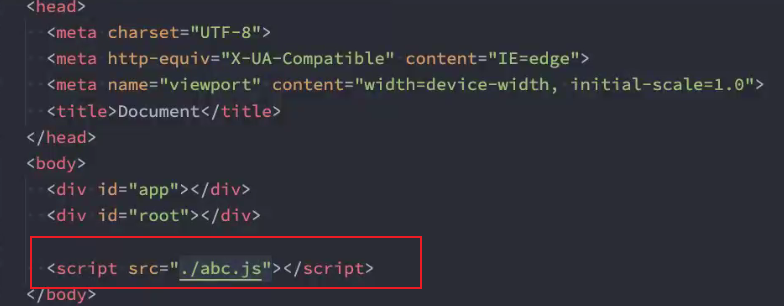 <head>
<meta charset="UTF-8">
<meta http-equiv="X-UA-Compatible" content="IE=edge">
<meta name="viewport" content="width=device-width, initial-scale=1.0">
<title>Document</title>
</head>
<body>
<div id="app"></div>
<div id="root"></div>
<script src="./abc.js"></script>
</body>